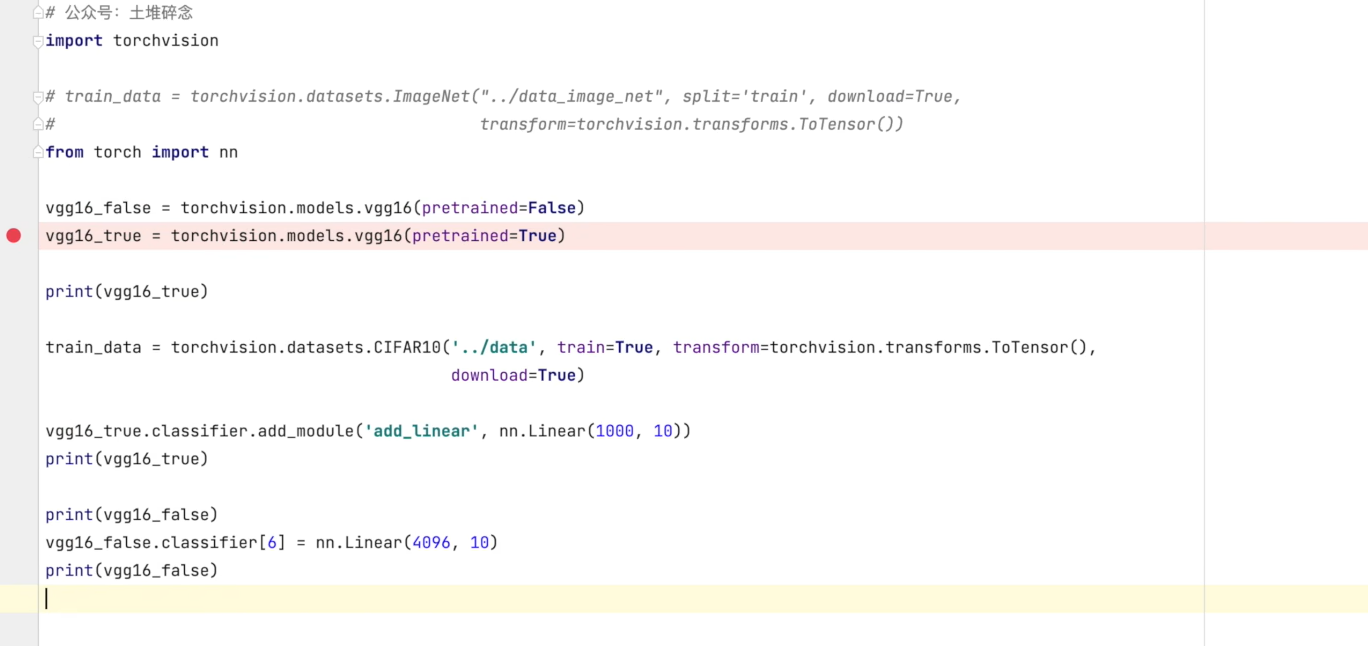 # 公众号：土堆碎念
import torchvision
# train_data = torchvision.datasets.ImageNet("../data_image_net", split='train', download=True,
#                                            transform=torchvision.transforms.ToTensor())
from torch import nn
vgg16_false = torchvision.models.vgg16(pretrained=False)
vgg16_true = torchvision.models.vgg16(pretrained=True)
print(vgg16_true)
train_data = torchvision.datasets.CIFAR10('../data', train=True, transform=torchvision.transforms.ToTensor(),
                                          download=True)
vgg16_true.classifier.add_module('add_linear', nn.Linear(1000, 10))
print(vgg16_true)
print(vgg16_false)
vgg16_false.classifier[6] = nn.Linear(4096, 10)
print(vgg16_false)